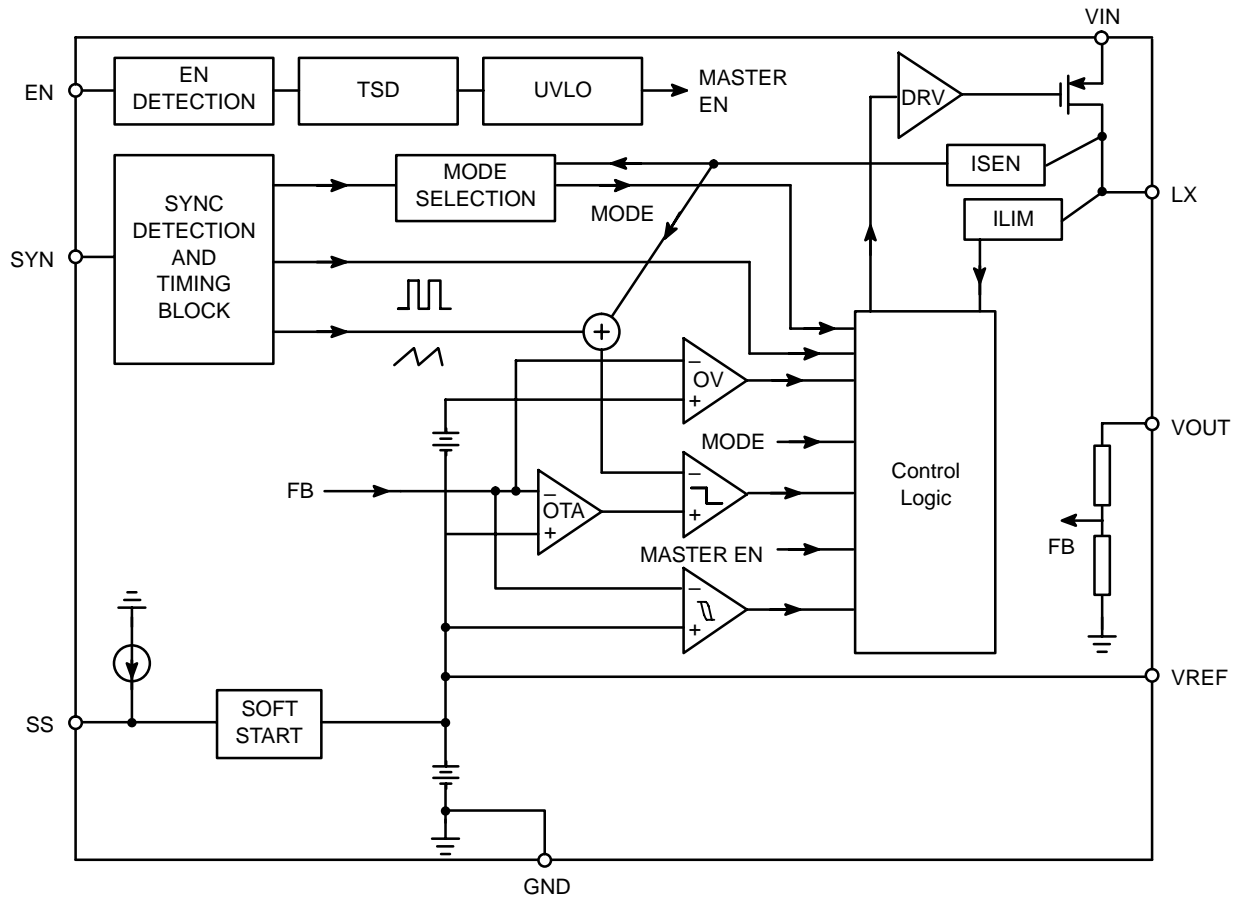 VIN
EN
EN
DETECTION
TSD
UVLO
MASTER
EN
DRV
SYN
SYNC
DETECTION
AND
TIMING
BLOCK
MODE
SELECTION
MODE
ISEN
ILIM
LX
+
−
OV
+
MODE
VOUT
FB
−
OTA
+
−
+
Control
Logic
MASTER EN
FB
−
+
VREF
SS
SOFT
START
GND